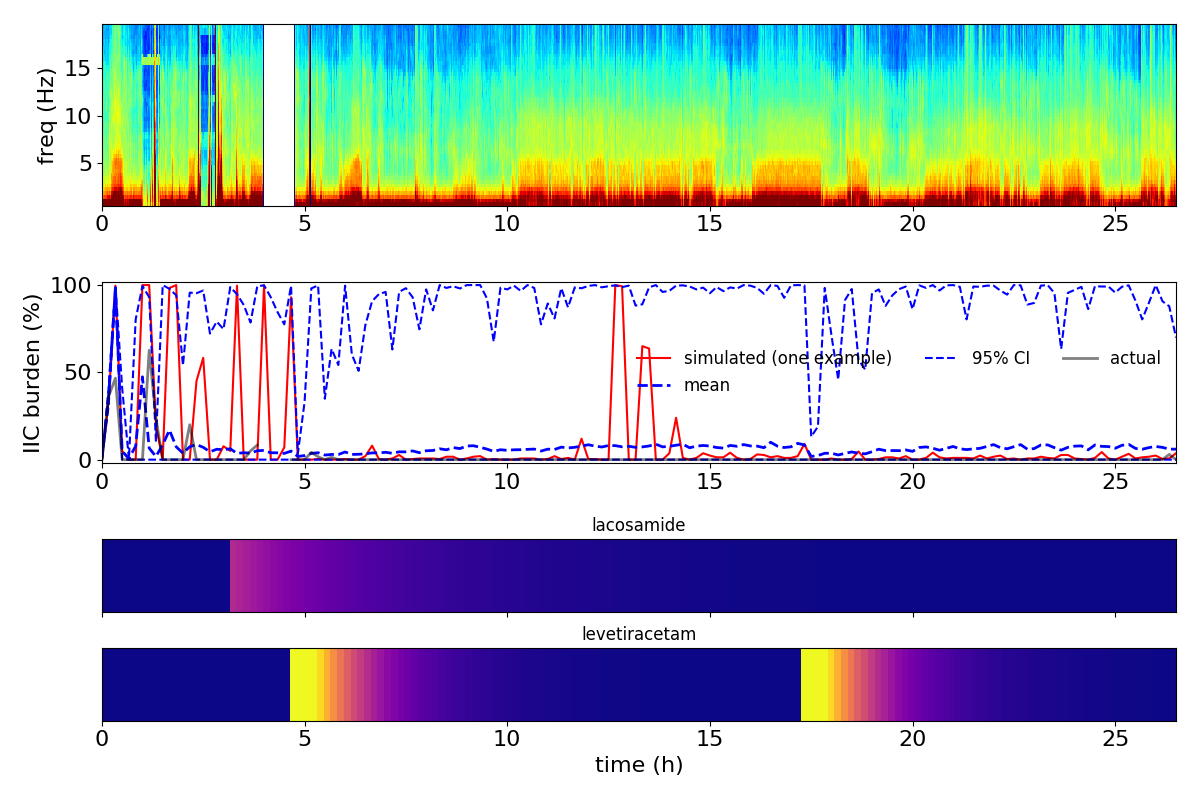 freq (Hz)
15
10
5
0 5 10 15 20 25
IIC burden (%)
100
50
0
simulated (one example) 95% CI actual
mean
0 5 10 15 20 25
lacosamide
levetiracetam
0 5 10 15 20 25
time (h)